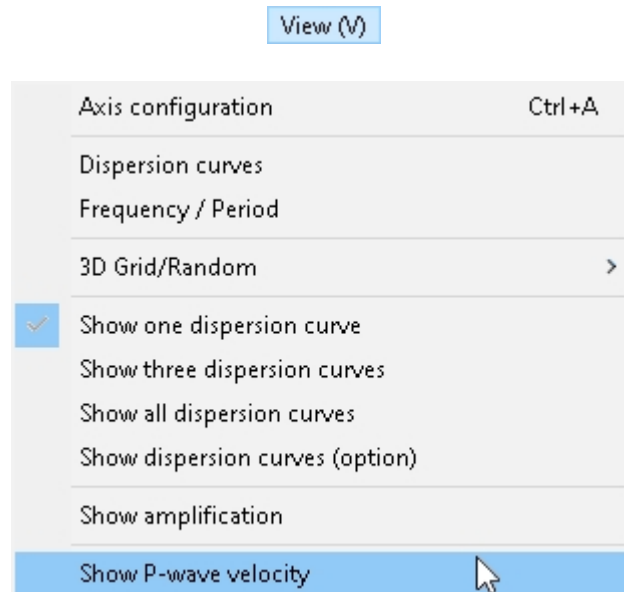 View (V)
Axis configuration Ctrl+A
Dispersion curves
Frequency / Period
3D Grid/Random
Show one dispersion curve
Show three dispersion curves
Show all dispersion curves
Show dispersion curves (option)
Show amplification
Show P-wave velocity